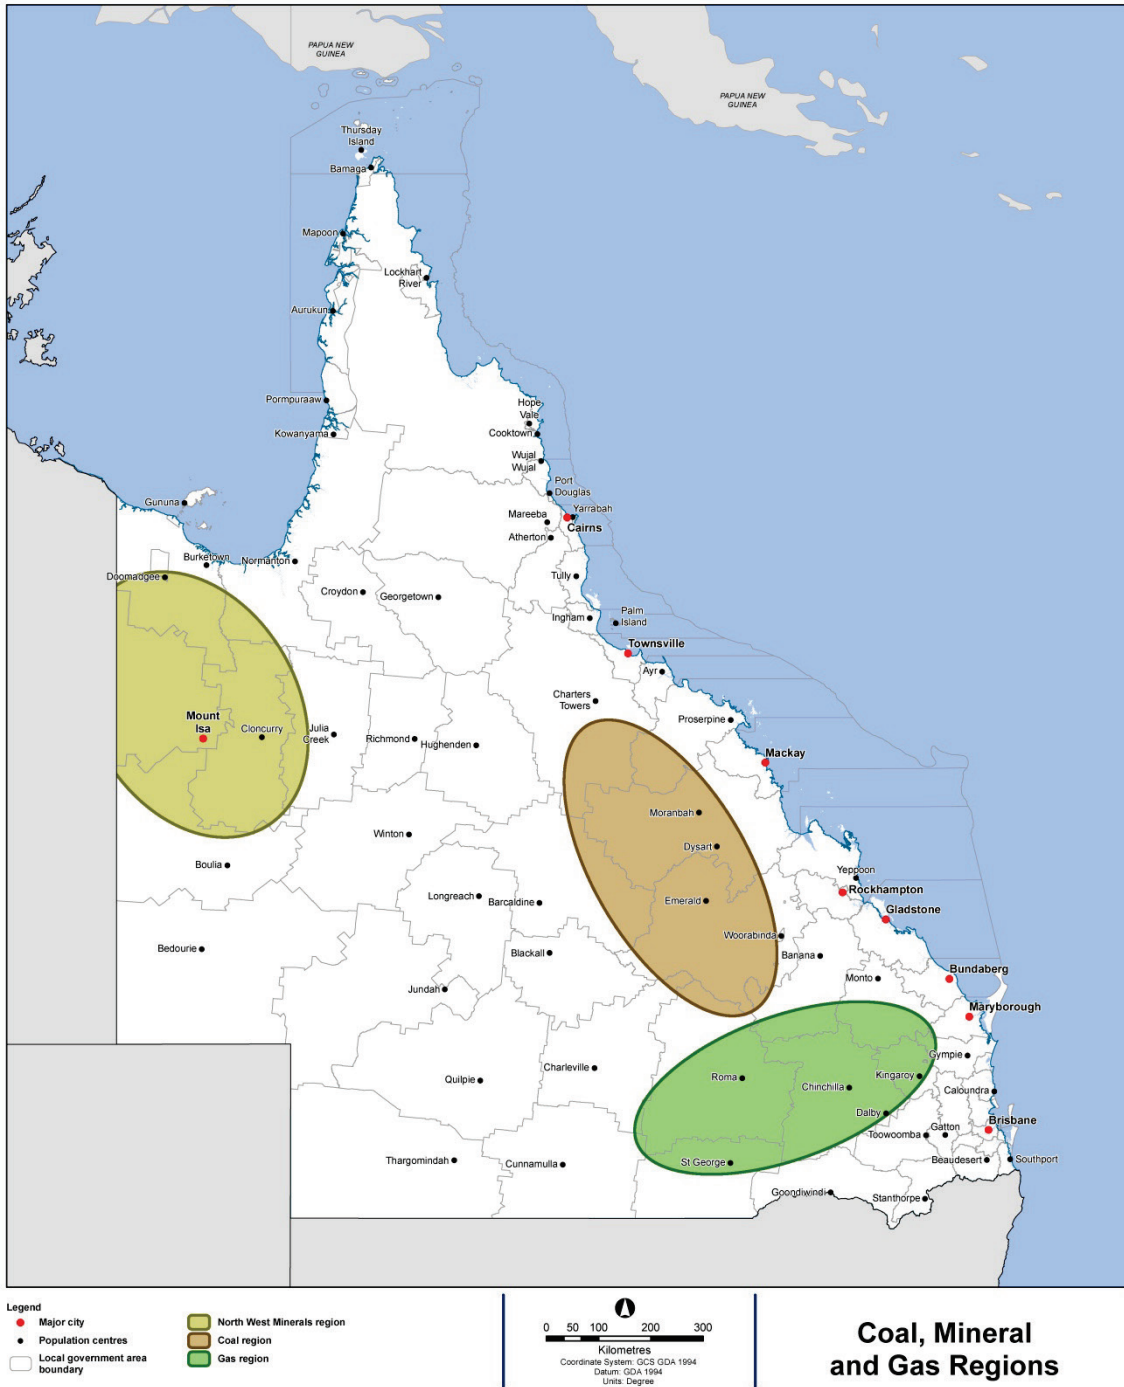 PAPUA NEW
GUINEA
PAPUA NEW
GUINEA
Thursday
Island
Bamaga
Mapoon
Lockhart
River
Aurukun
Pormpuraaw
Kowanyama
Hope
Vale
Cooktown
Wujal
Wujal
Port
Douglas
Gununa
Mareeba
Yarrabah
Cairns
Atherton
Burketown
Normanton
Doomadgee
Tully
Croydon
Georgetown
Ingham
Palm
Island
Townsville
Ayr
Charters
Towers
Proserpine
Mount
Isa
Cloncurry
Julia
Creek
Richmond
Hughenden
Mackay
Moranbah
Winton
Dysart
Boulia
Yeppoon
Rockhampton
Longreach
Barcaldine
Emerald
Gladstone
Woorabinda
Bedourie
Blackall
Banana
Monto
Bundaberg
Jundah
Maryborough
Gympie
Charleville
Quilpie
Roma
Chinchilla
Kingaroy
Caloundra
Dalby
Brisbane
Toowoomba
Gatton
Thargomindah
Cunnamulla
St George
Beaudesert
Southport
Goondiwindi
Stanthorpe
Legend
Major city
Population centres
Local government area
boundary
North West Minerals region
Coal region
Gas region
0 50 100 200 300
Kilometres
Coordinate System: GCS GDA 1994
Datum: GDA 1994
Units: Degree
Coal, Mineral
and Gas Regions